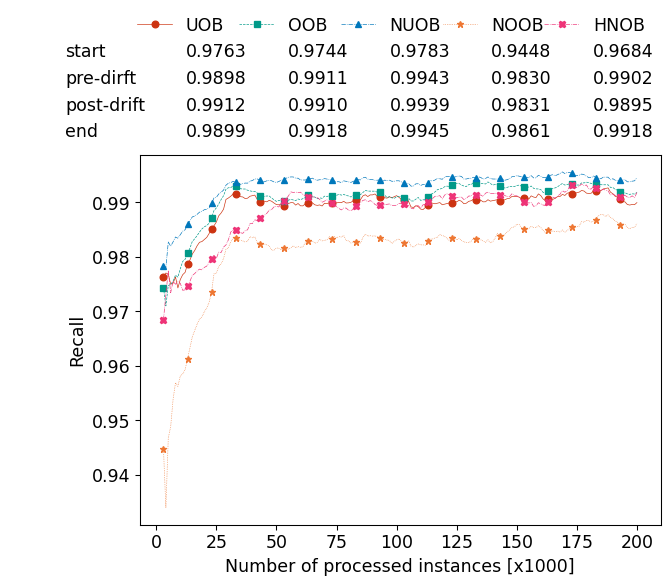 UOB OOB NUOB NOOB HNOB
start 0.9763 0.9744 0.9783 0.9448 0.9684
pre-dirft 0.9898 0.9911 0.9943 0.9830 0.9902
post-drift 0.9912 0.9910 0.9939 0.9831 0.9895
end 0.9899 0.9918 0.9945 0.9861 0.9918
Recall
0.99
0.98
0.97
0.96
0.95
0.94
0 25 50 75 100 125 150 175 200
Number of processed instances [x1000]